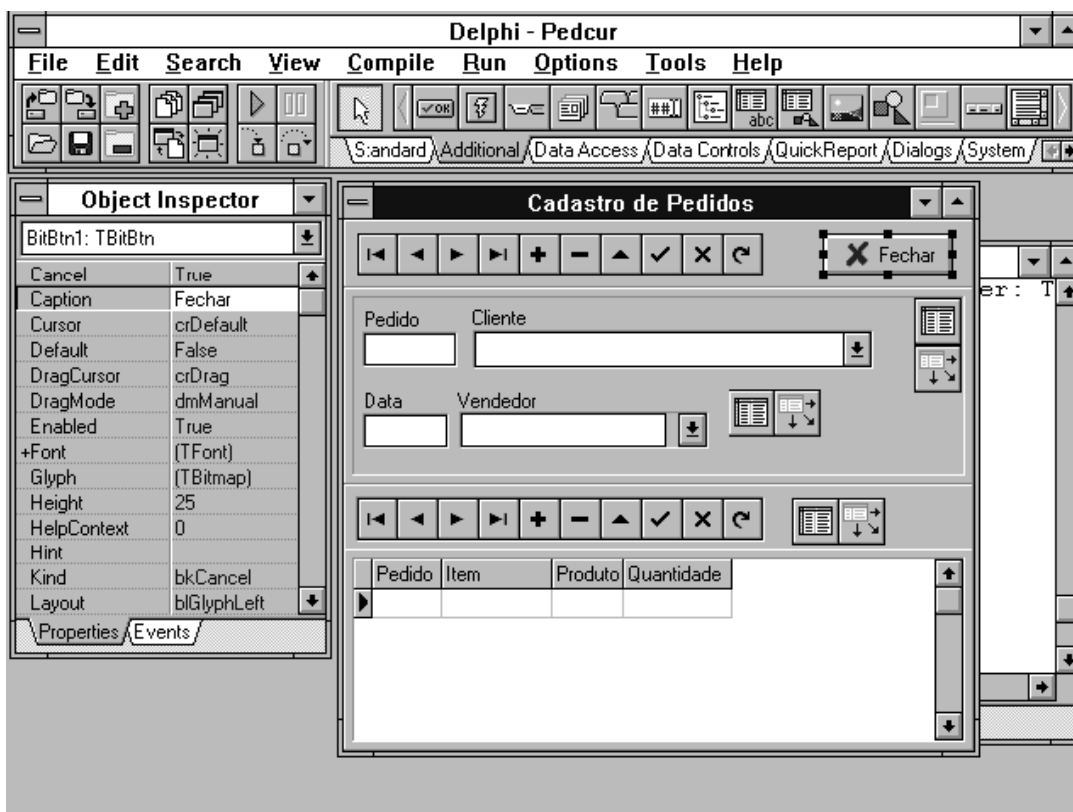 Delphi - Pedcur
File Edit Search View Compile Run Options Tools Help
OK
##I
abc
S:andard Additional Data Access Data Controls QuickReport Dialogs System
Object Inspector
BitBtn1: TBitBtn
Cancel True
Caption Fechar
Cursor crDefault
Default False
DragCursor crDrag
DragMode dmManual
Enabled True
+Font (TFont)
Glyph (TBitmap)
Height 25
HelpContext 0
Hint
Kind bkCancel
Layout blGlyphLeft
Properties Events
Cadastro de Pedidos
Fechar
Pedido Cliente
Data Vendedor
Pedido Item Produto Quantidade
er: T